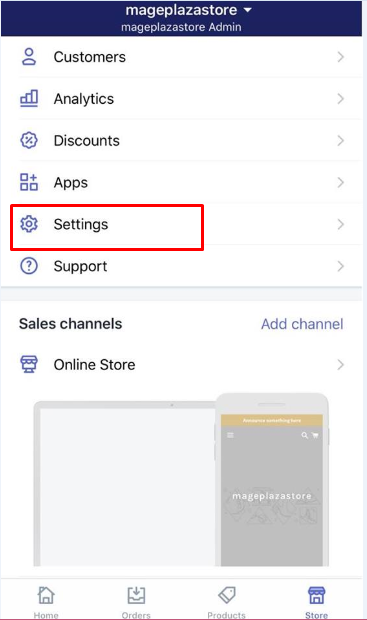 mageplazastore
mageplazastore Admin
Customers
Analytics
Discounts
Apps
Settings
Support
Sales channels
Add channel
Online Store
Announce something here
mageplazastore
Home
Orders
Products
Store